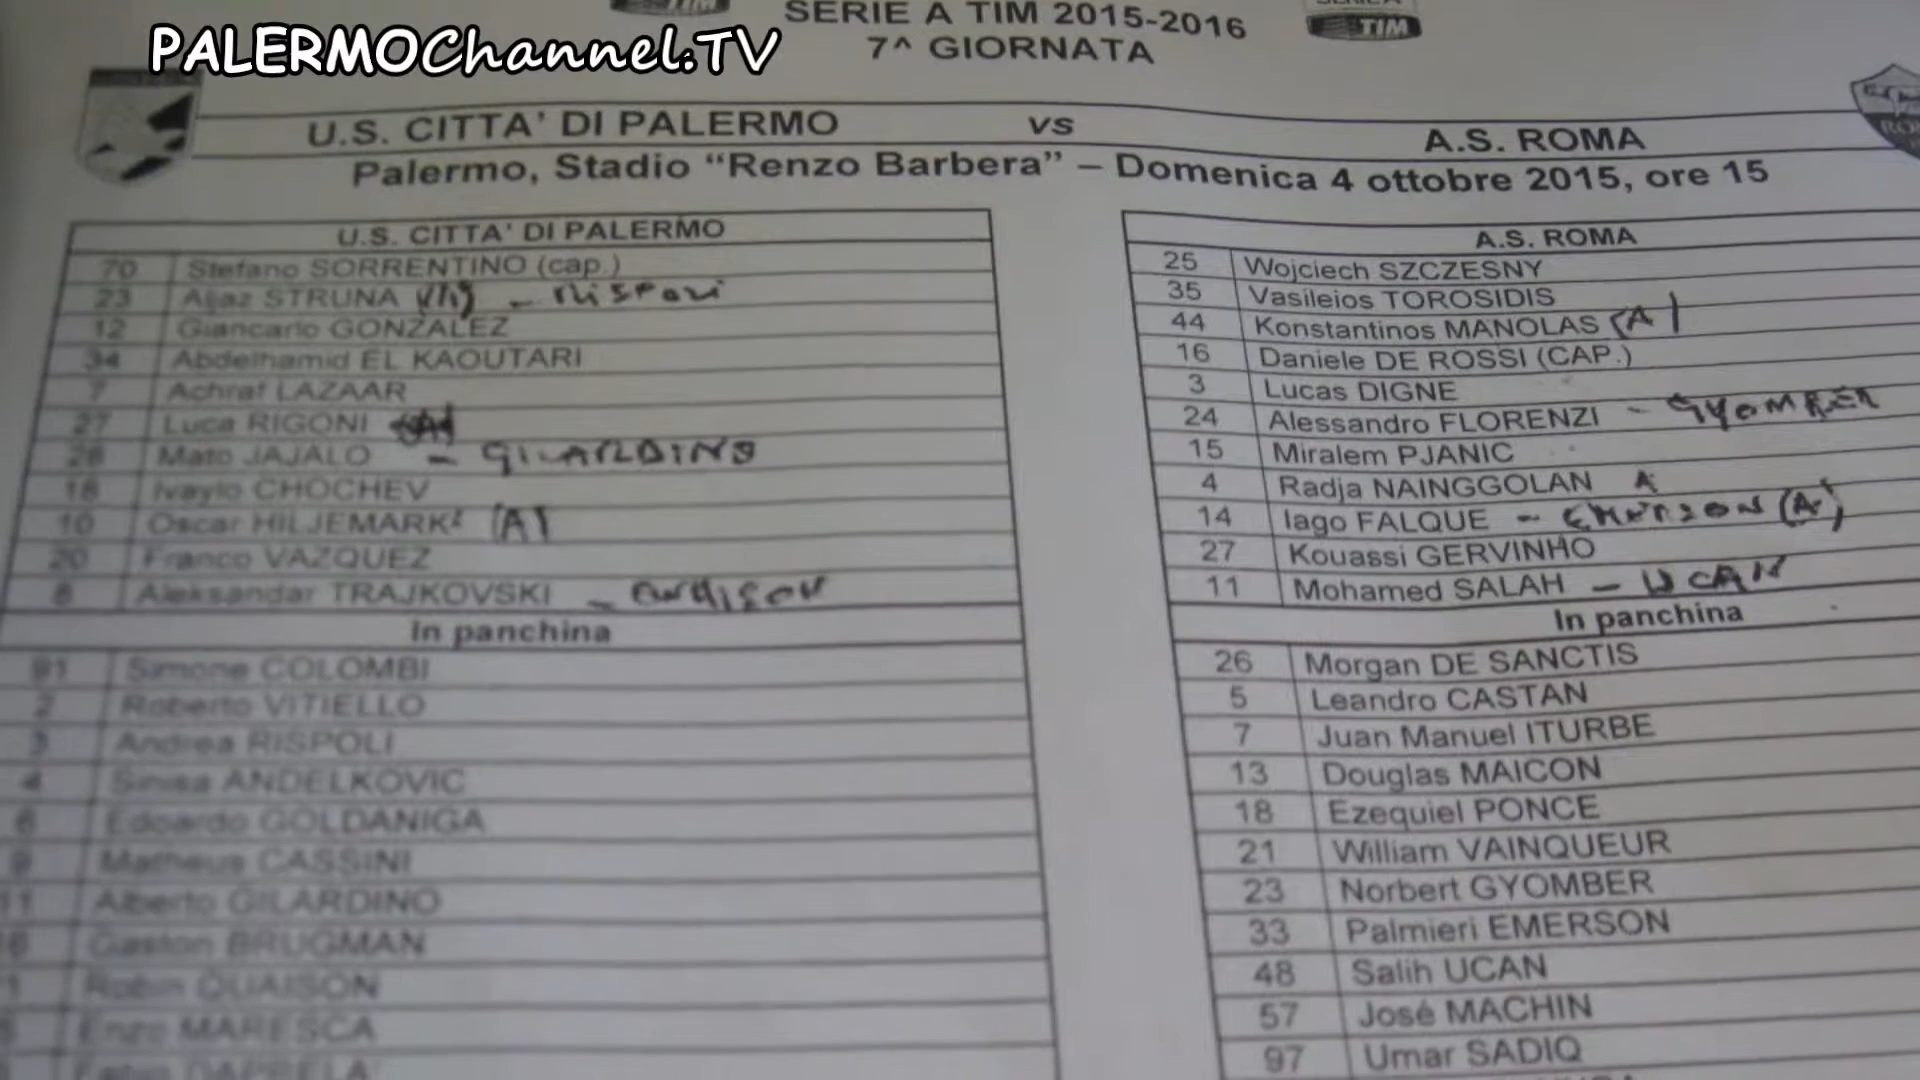 PALERMOChannel.TV
SERIE A TIM 2015-2016
7^ GIORNATA
TIM
U.S. CITTA' DI PALERMO vs A.S. ROMA
Palermo, Stadio “Renzo Barbera” – Domenica 4 ottobre 2015, ore 15
U.S. CITTA' DI PALERMO
70 Stefano SORRENTINO (cap.)
23 Aljaz STRUNA - Rispoli
12 Giancarlo GONZALEZ
34 Abdelhamid EL KAOUTARI
7 Achraf LAZAAR
27 Luca RIGONI (A)
28 Mato JAJALO - GILARDINO
18 Ivaylo CHOCHEV
10 Oscar HILJEMARK (A)
20 Franco VAZQUEZ
8 Aleksandar TRAJKOVSKI -
In panchina
91 Simone COLOMBI
2 Roberto VITIELLO
3 Andrea RISPOLI
4 Sinisa ANDELKOVIC
6 Edoardo GOLDANIGA
9 Matheus CASSINI
11 Alberto GILARDINO
Gaston BRUGMAN
Robin QUAISON
Enzo MARESCA
A.S. ROMA
25 Wojciech SZCZESNY
35 Vasileios TOROSIDIS
44 Konstantinos MANOLAS (A)
16 Daniele DE ROSSI (CAP.)
3 Lucas DIGNE
24 Alessandro FLORENZI - GYOMBER
15 Miralem PJANIC
4 Radja NAINGGOLAN A
14 Iago FALQUE - EMERSON (A)
27 Kouassi GERVINHO
11 Mohamed SALAH - UCAN
In panchina
26 Morgan DE SANCTIS
5 Leandro CASTAN
7 Juan Manuel ITURBE
13 Douglas MAICON
18 Ezequiel PONCE
21 William VAINQUEUR
23 Norbert GYOMBER
33 Palmieri EMERSON
48 Salih UCAN
57 José MACHIN
97 Umar SADIQ